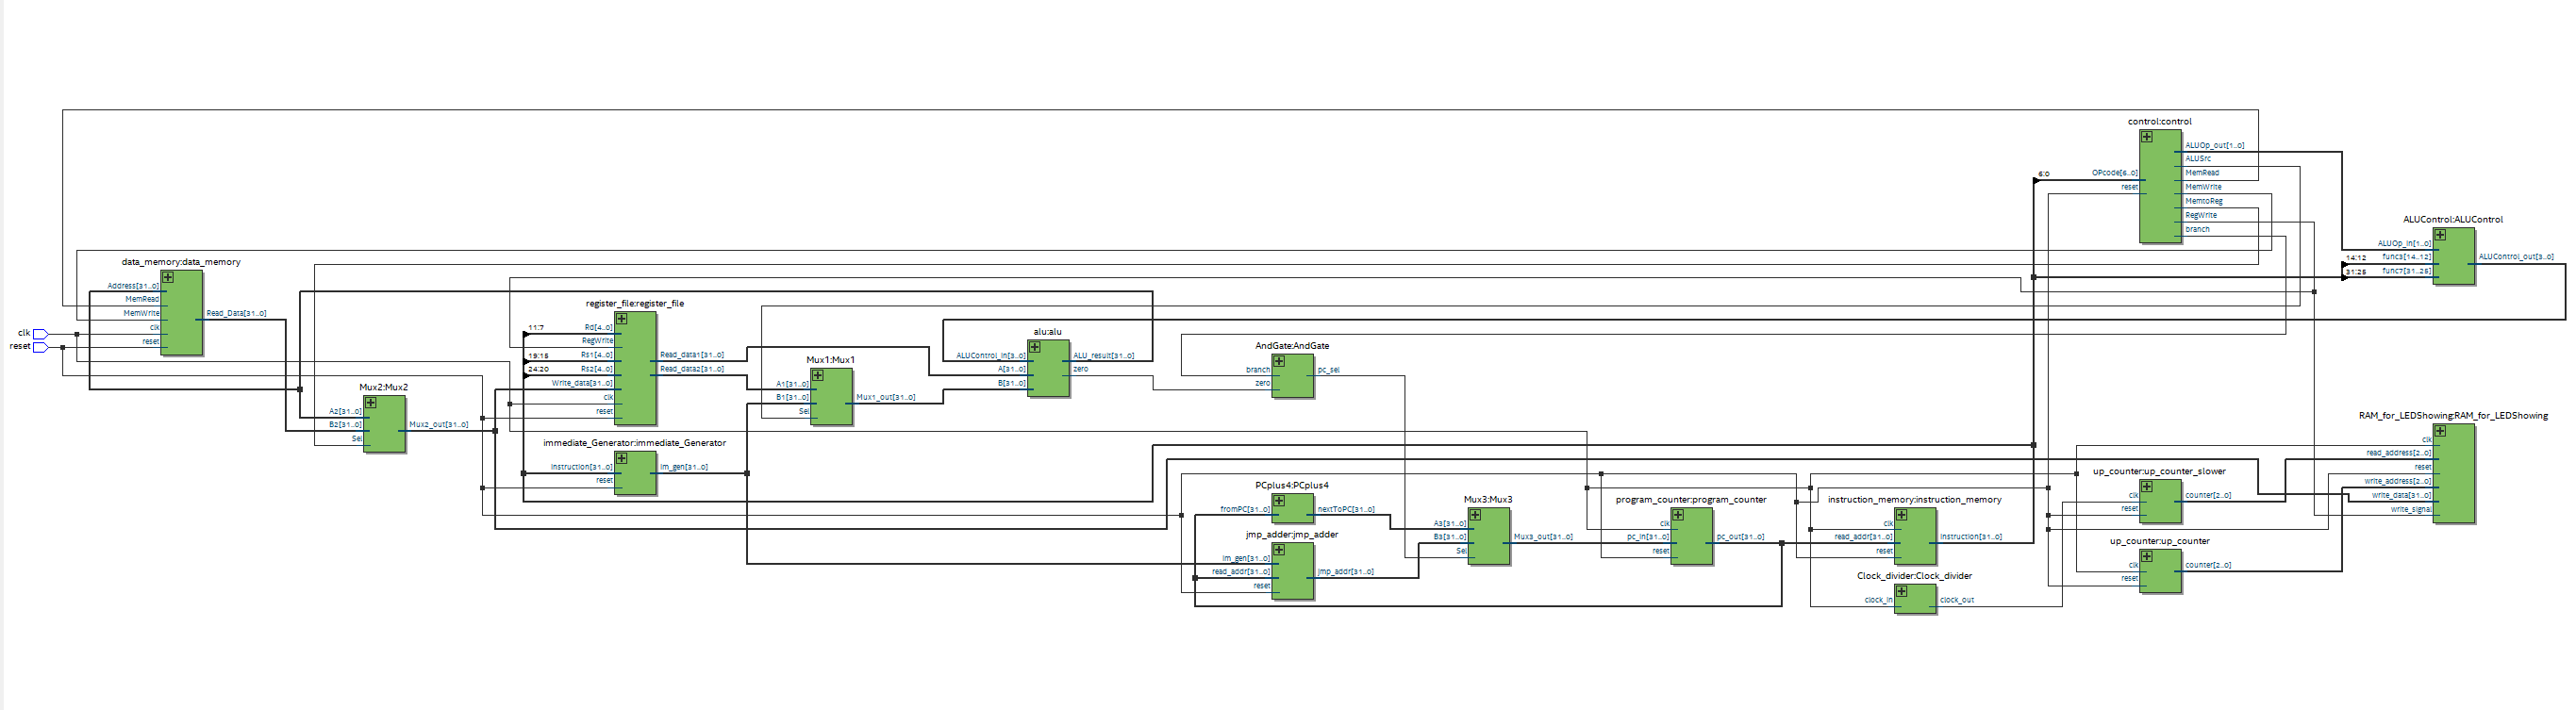 clk
reset
data_memory:data_memory
Address[31..0]
MemRead
MemWrite
clk
reset
Read_Data[31..0]
Mux2:Mux2
A2[31..0]
B2[31..0]
Sel
Mux2_out[31..0]
register_file:register_file
11:7
Rd[4..0]
RegWrite
19:15
Rs1[4..0]
24:20
Rs2[4..0]
Write_data[31..0]
clk
reset
Read_data1[31..0]
Read_data2[31..0]
immediate_Generator:immediate_Generator
instruction[31..0]
reset
im_gen[31..0]
Mux1:Mux1
A1[31..0]
B1[31..0]
Sel
Mux1_out[31..0]
alu:alu
ALUControl_in[3..0]
A[31..0]
B[31..0]
ALU_result[31..0]
zero
AndGate:AndGate
branch
zero
pc_sel
PCplus4:PCplus4
fromPC[31..0]
nextToPC[31..0]
jmp_adder:jmp_adder
im_gen[31..0]
read_addr[31..0]
reset
jmp_addr[31..0]
Mux3:Mux3
A3[31..0]
B3[31..0]
Sel
Mux3_out[31..0]
program_counter:program_counter
clk
pc_in[31..0]
reset
pc_out[31..0]
instruction_memory:instruction_memory
clk
read_addr[31..0]
reset
instruction[31..0]
Clock_divider:Clock_divider
clock_in
clock_out
control:control
6:0
OPcode[6..0]
reset
ALUOp_out[1..0]
ALUSrc
MemRead
MemWrite
MemtoReg
RegWrite
branch
up_counter:up_counter_slower
clk
reset
counter[2..0]
up_counter:up_counter
clk
reset
counter[2..0]
ALUControl:ALUControl
ALUOp_in[1..0]
14:12
func3[14..12]
31:25
func7[31..25]
ALUControl_out[3..0]
RAM_for_LEDShowing:RAM_for_LEDShowing
clk
read_address[2..0]
reset
write_address[2..0]
write_data[31..0]
write_signal